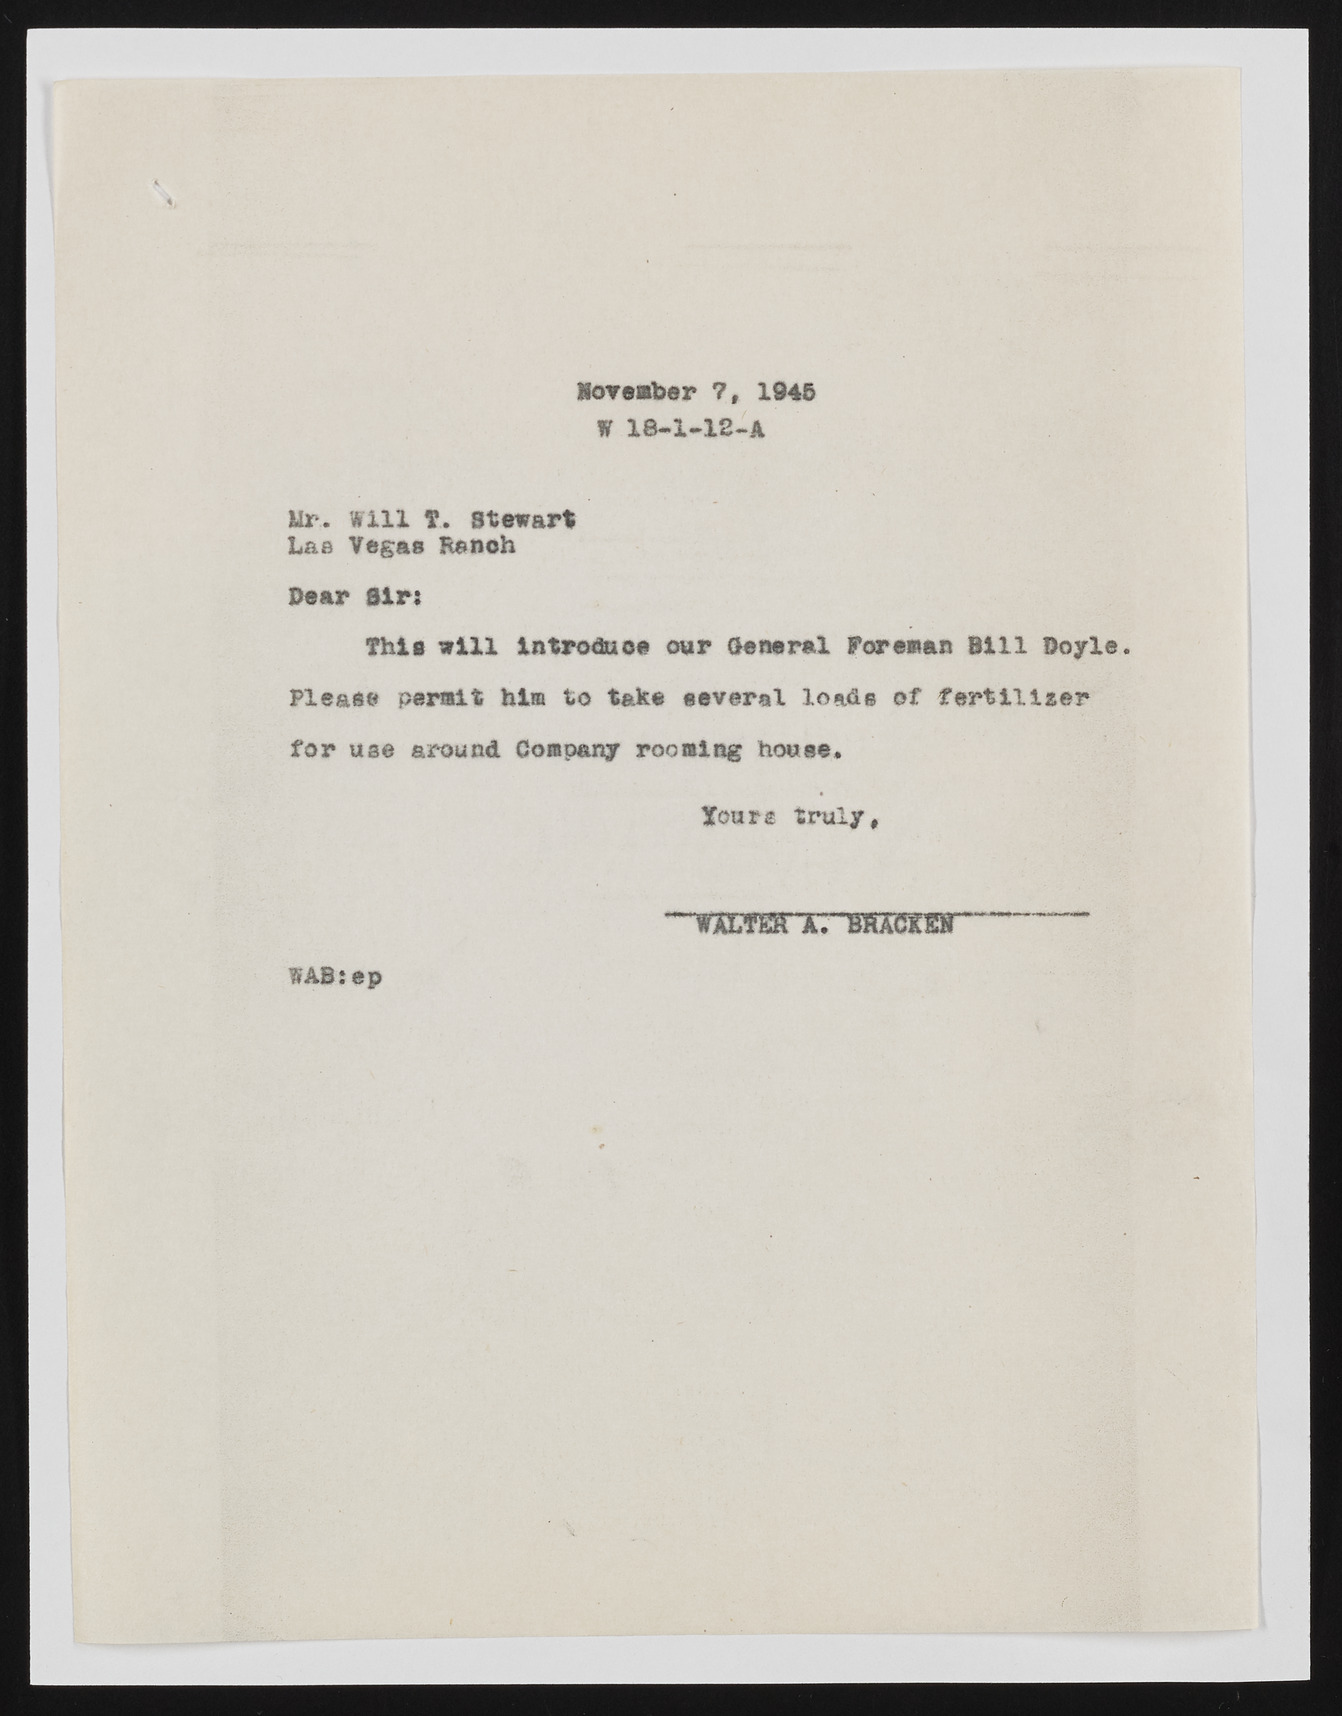 November 7, 1945
W 18-1-12-A
Mr. Will T. Stewart
Las Vegas Ranch
Dear Sir:
This will introduce our General Foreman Bill Doyle.
Please permit him to take several loads of fertilizer
for use around Company rooming house.
Yours truly,
WALTER A. BRACKEN
WAB:ep